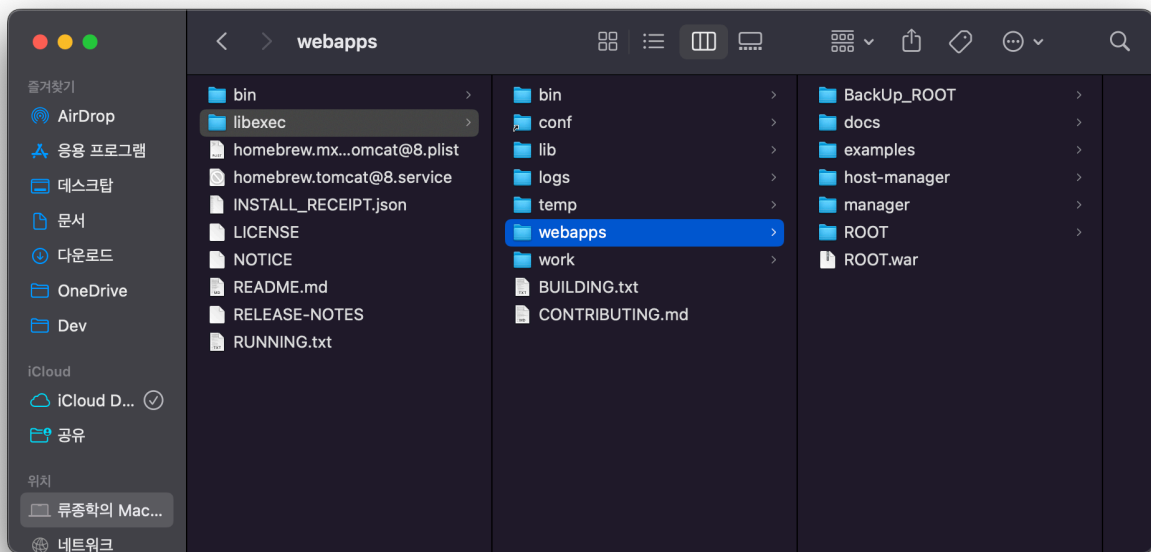 webapps
즐겨찾기
AirDrop
응용 프로그램
데스크탑
문서
다운로드
OneDrive
Dev
iCloud
iCloud D...
공유
위치
류종학의 Mac...
네트워크
bin
libexec
homebrew.mx...omcat@8.plist
homebrew.tomcat@8.service
INSTALL_RECEIPT.json
LICENSE
NOTICE
README.md
RELEASE-NOTES
RUNNING.txt
bin
conf
lib
logs
temp
webapps
work
BUILDING.txt
CONTRIBUTING.md
BackUp_ROOT
docs
examples
host-manager
manager
ROOT
ROOT.war